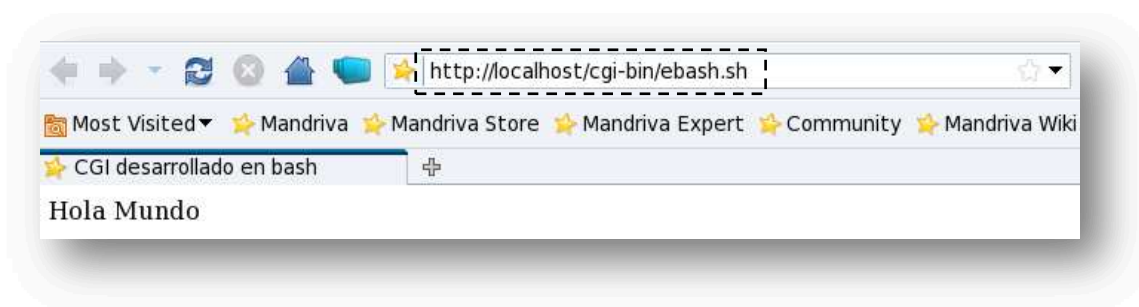 http://localhost/cgi-bin/ebash.sh
Most Visited Mandriva Mandriva Store Mandriva Expert Community Mandriva Wiki
CGI desarrollado en bash
Hola Mundo